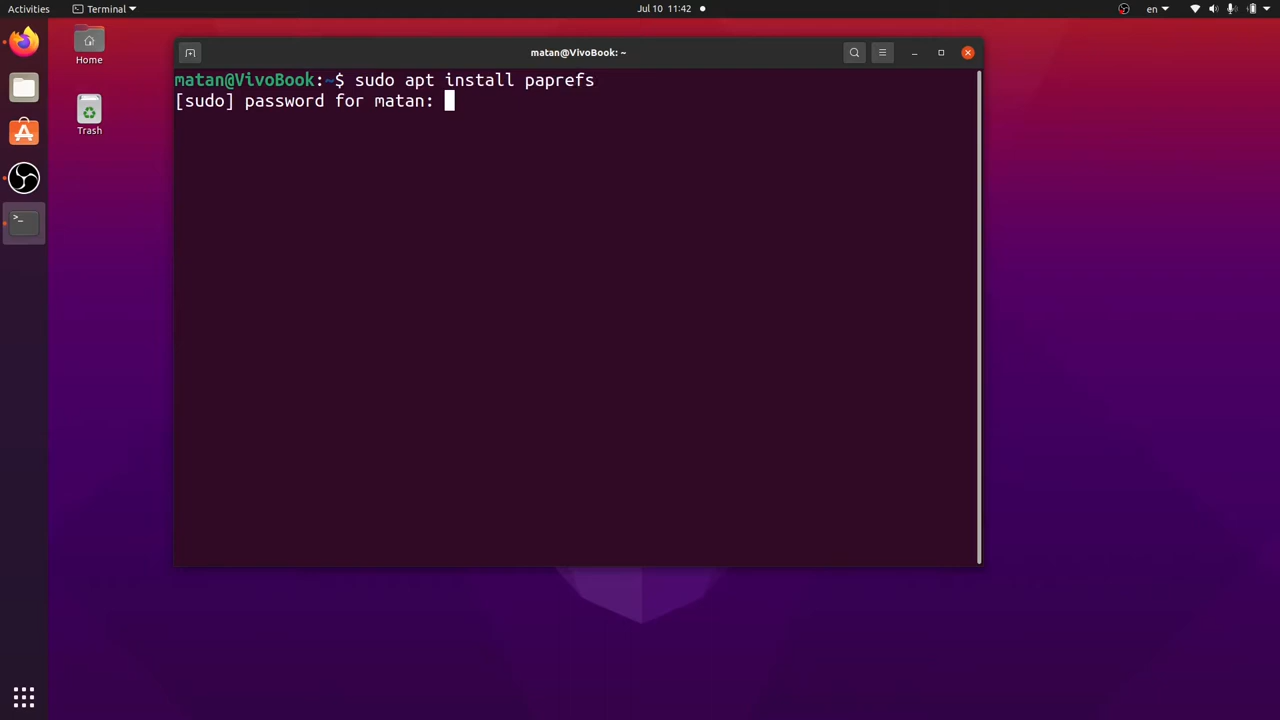 Activities
Terminal
Jul 10 11:42
en
Home
Trash
matan@VivoBook: ~
matan@VivoBook:~$ sudo apt install paprefs
[sudo] password for matan:
>_